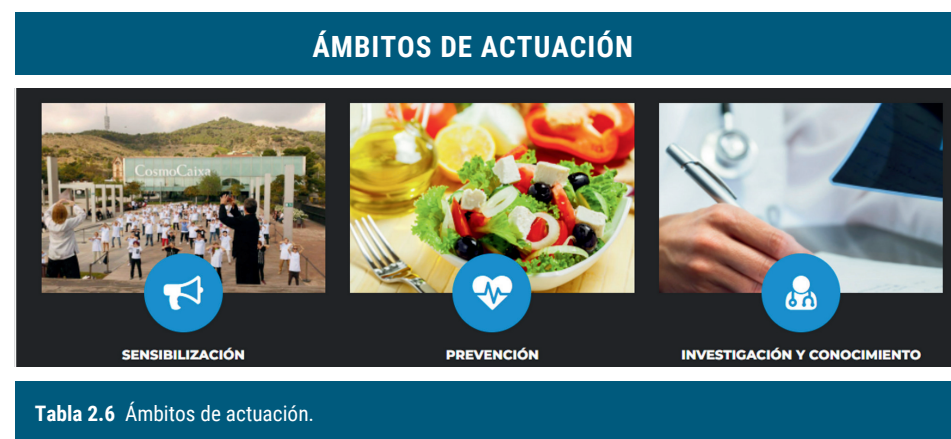 ÁMBITOS DE ACTUACIÓN
CosmoCaixa
SENSIBILIZACIÓN
PREVENCIÓN
INVESTIGACIÓN Y CONOCIMIENTO
Tabla 2.6 Ámbitos de actuación.